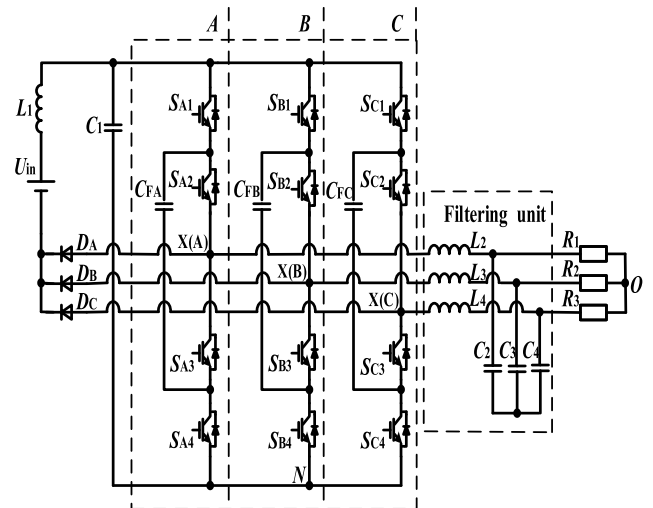 A B C
L1
C1
Uin
SA1
SB1
SC1
CFA
SA2
CFB
SB2
CFC
SC2
Filtering unit
DA
X(A)
L2
R1
DB
X(B)
L3
R2
O
DC
X(C)
L4
R3
SA3
SB3
SC3
C2
C3
C4
SA4
SB4
SC4
N